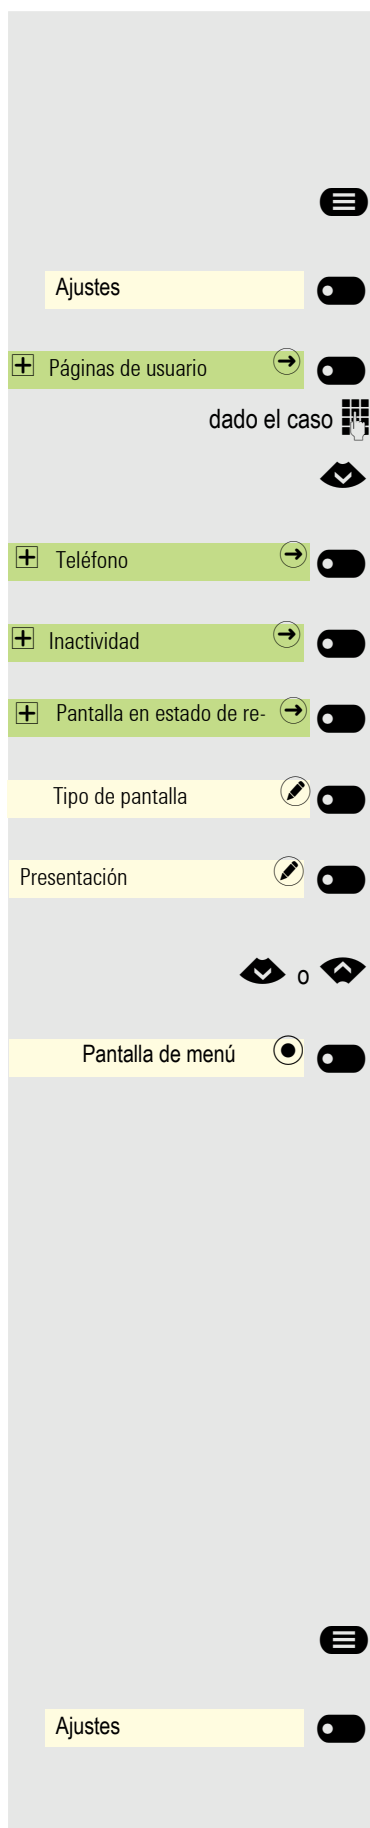 Ajustes
Páginas de usuario
dado el caso
Teléfono
Inactividad
Pantalla en estado de re-
Tipo de pantalla
Presentación
o
Pantalla de menú
Ajustes